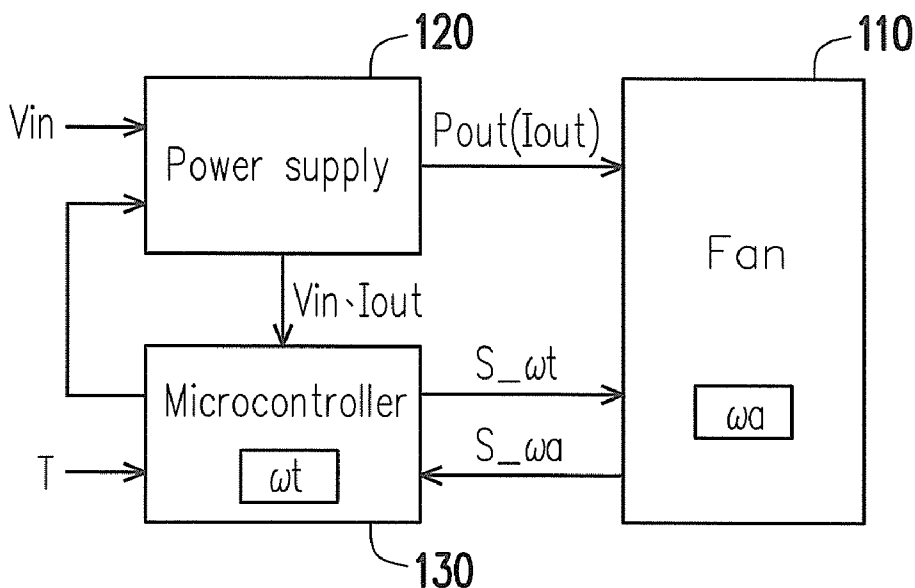 120
110
Vin
Power supply
Pout(Iout)
Fan
Vin、Iout
Microcontroller
S_ωt
ωa
S_ωa
T
ωt
130